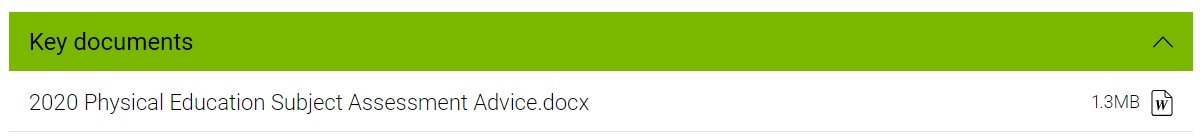 Key documents
2020 Physical Education Subject Assessment Advice.docx 1.3MB